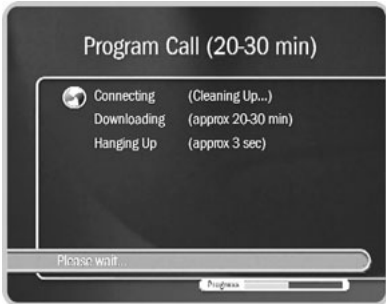 Program Call (20-30 min)
Connecting (Cleaning Up...)
Downloading (approx 20-30 min)
Hanging Up (approx 3 sec)
Please wait...
Progress